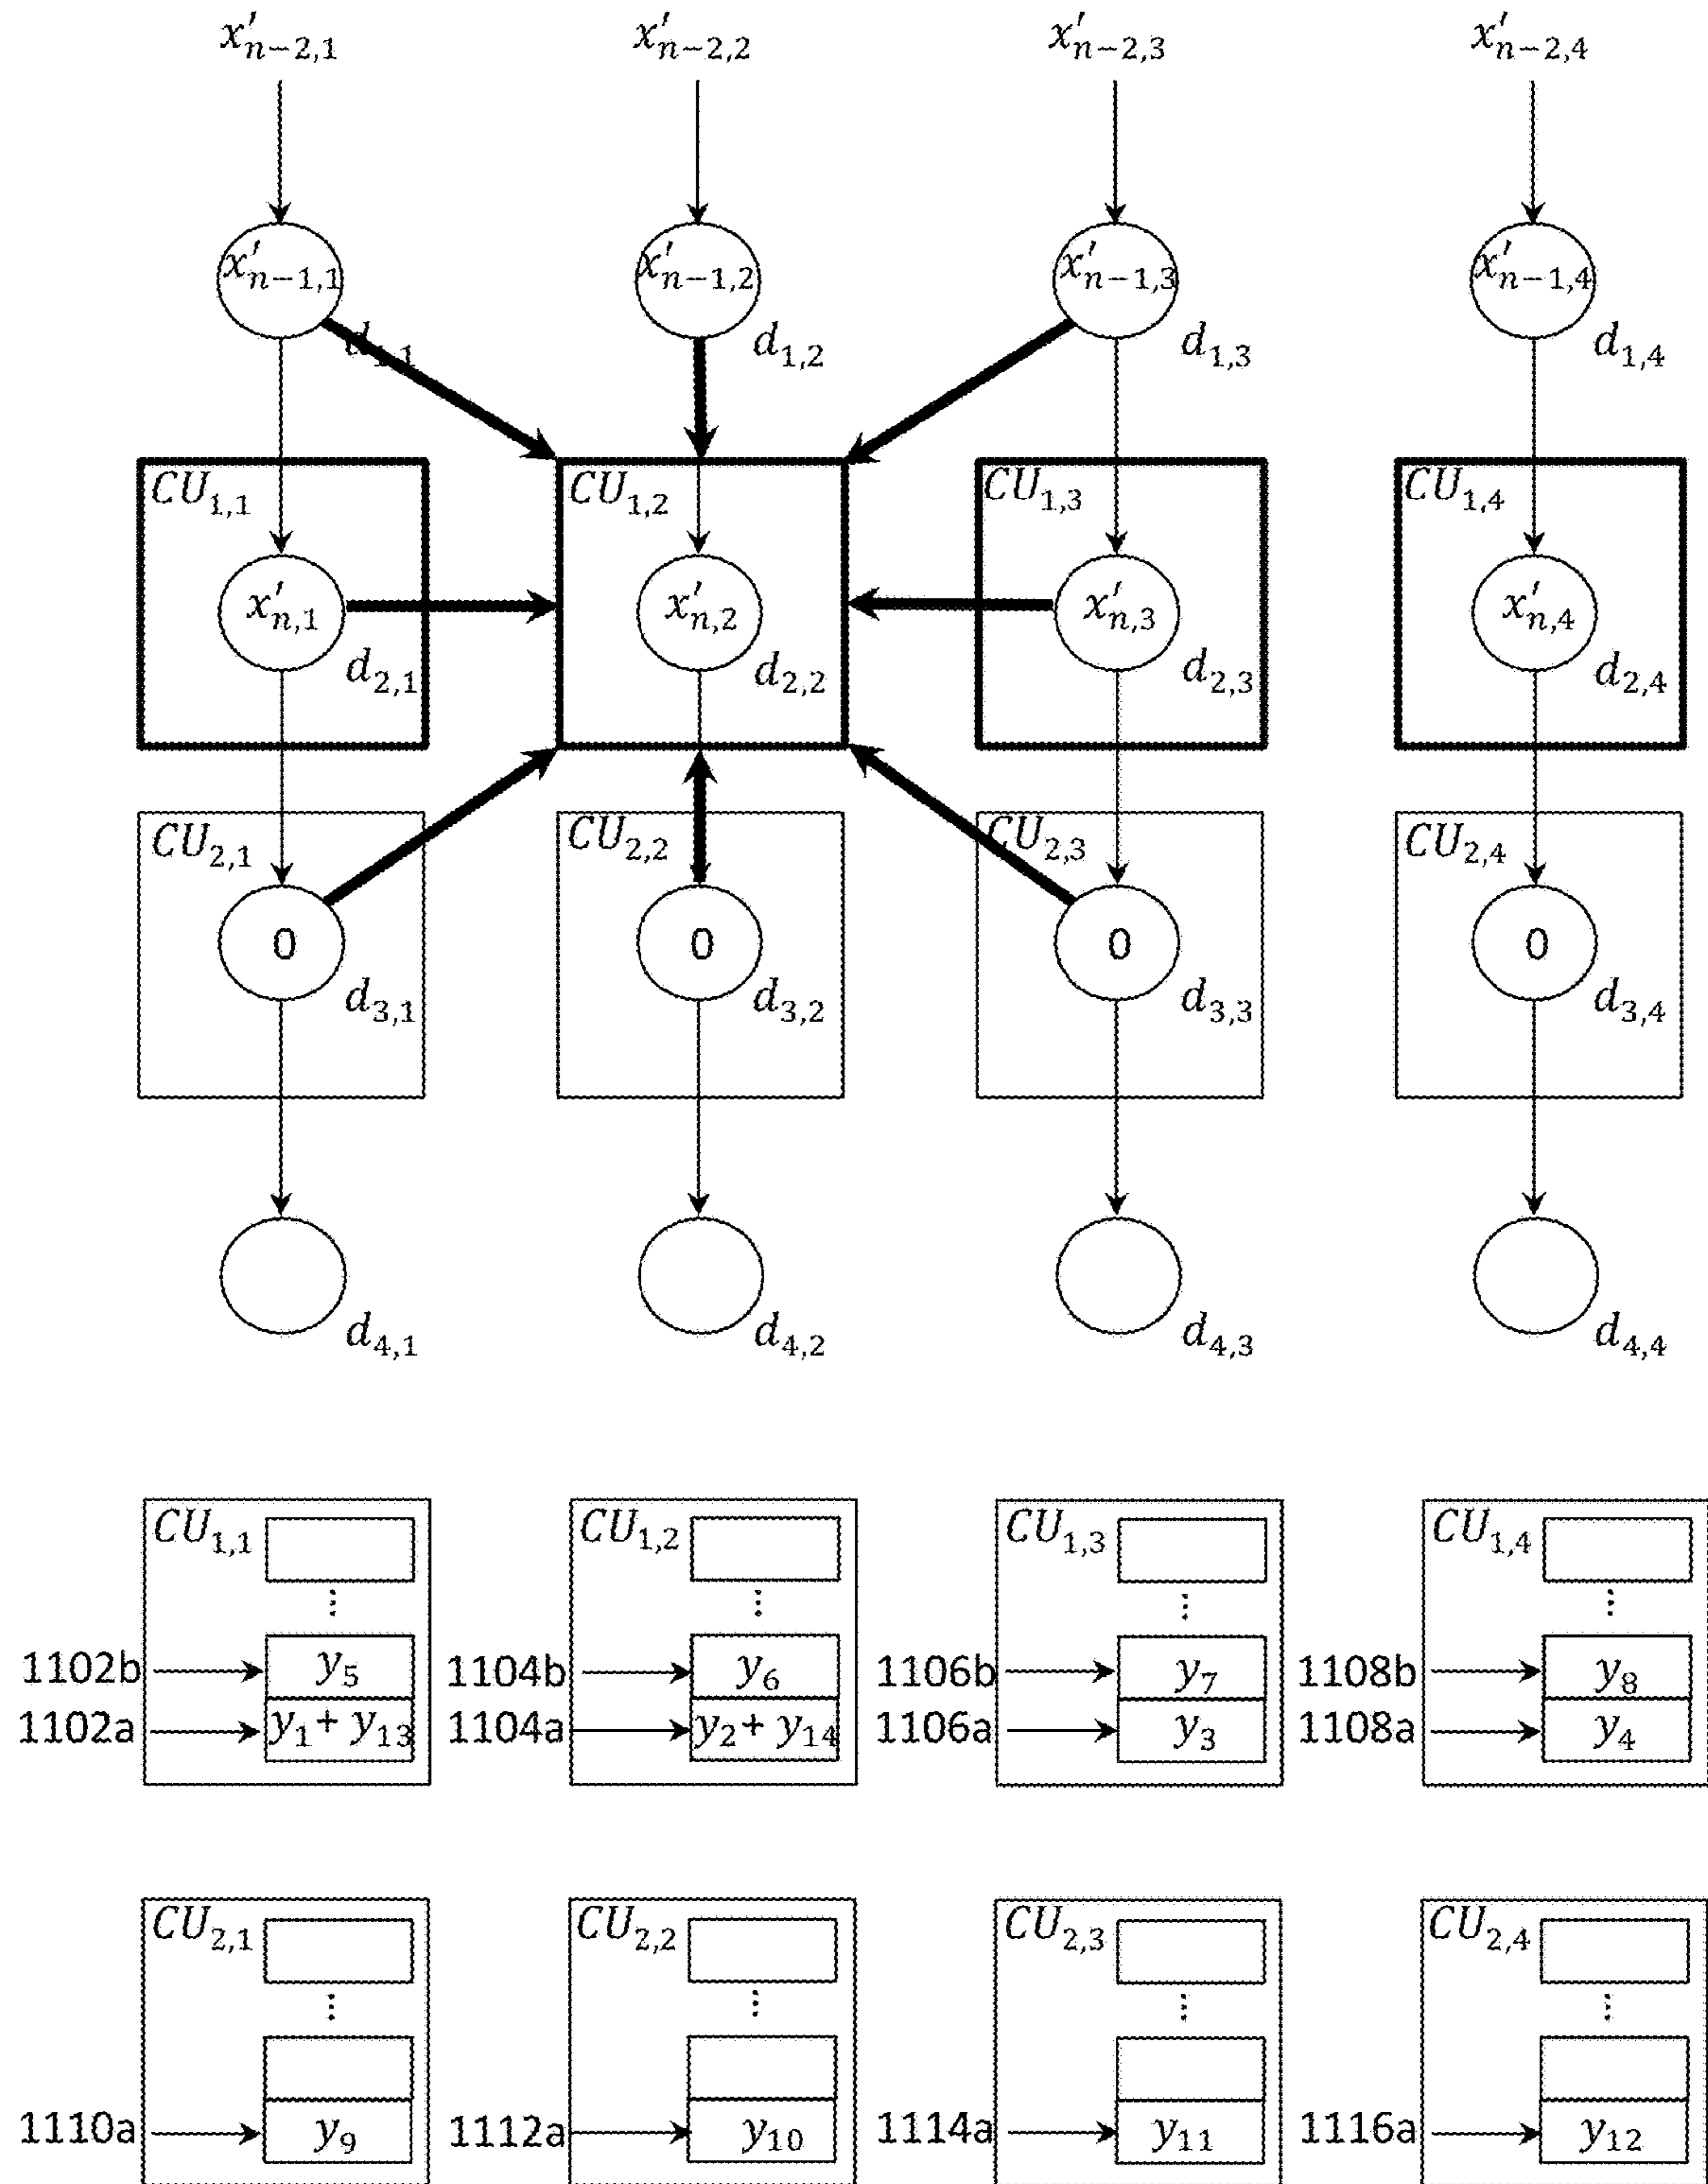 x′ₙ₋₂,₁ x′ₙ₋₂,₂ x′ₙ₋₂,₃ x′ₙ₋₂,₄
x′ₙ₋₁,₁ x′ₙ₋₁,₂ x′ₙ₋₁,₃ x′ₙ₋₁,₄
d₁,₁ d₁,₂ d₁,₃ d₁,₄
CU₁,₁ CU₁,₂ CU₁,₃ CU₁,₄
x′ₙ,₁ x′ₙ,₂ x′ₙ,₃ x′ₙ,₄
d₂,₁ d₂,₂ d₂,₃ d₂,₄
CU₂,₁ CU₂,₂ CU₂,₃ CU₂,₄
0 0 0 0
d₃,₁ d₃,₂ d₃,₃ d₃,₄
d₄,₁ d₄,₂ d₄,₃ d₄,₄
CU₁,₁ CU₁,₂ CU₁,₃ CU₁,₄
⋮ ⋮ ⋮ ⋮
1102b y₅ 1104b y₆ 1106b y₇ 1108b y₈
1102a y₁ + y₁₃ 1104a y₂ + y₁₄ 1106a y₃ 1108a y₄
CU₂,₁ CU₂,₂ CU₂,₃ CU₂,₄
⋮ ⋮ ⋮ ⋮
1110a y₉ 1112a y₁₀ 1114a y₁₁ 1116a y₁₂